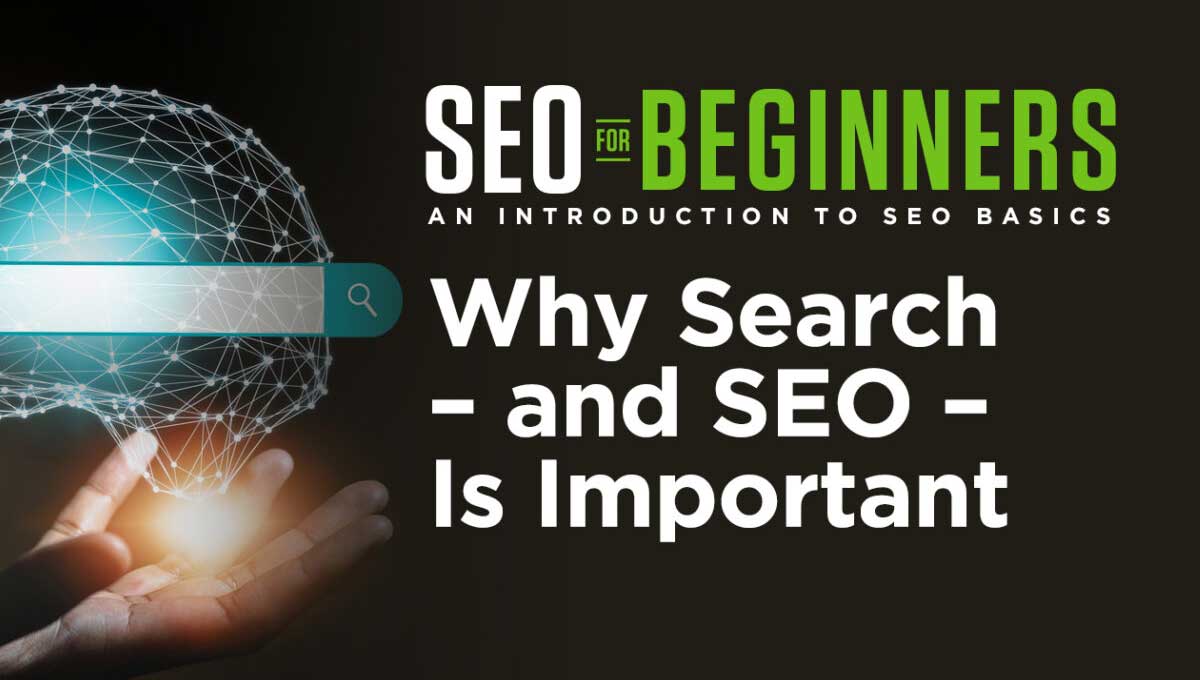 SEO FOR BEGINNERS
AN INTRODUCTION TO SEO BASICS
Why Search
– and SEO –
Is Important